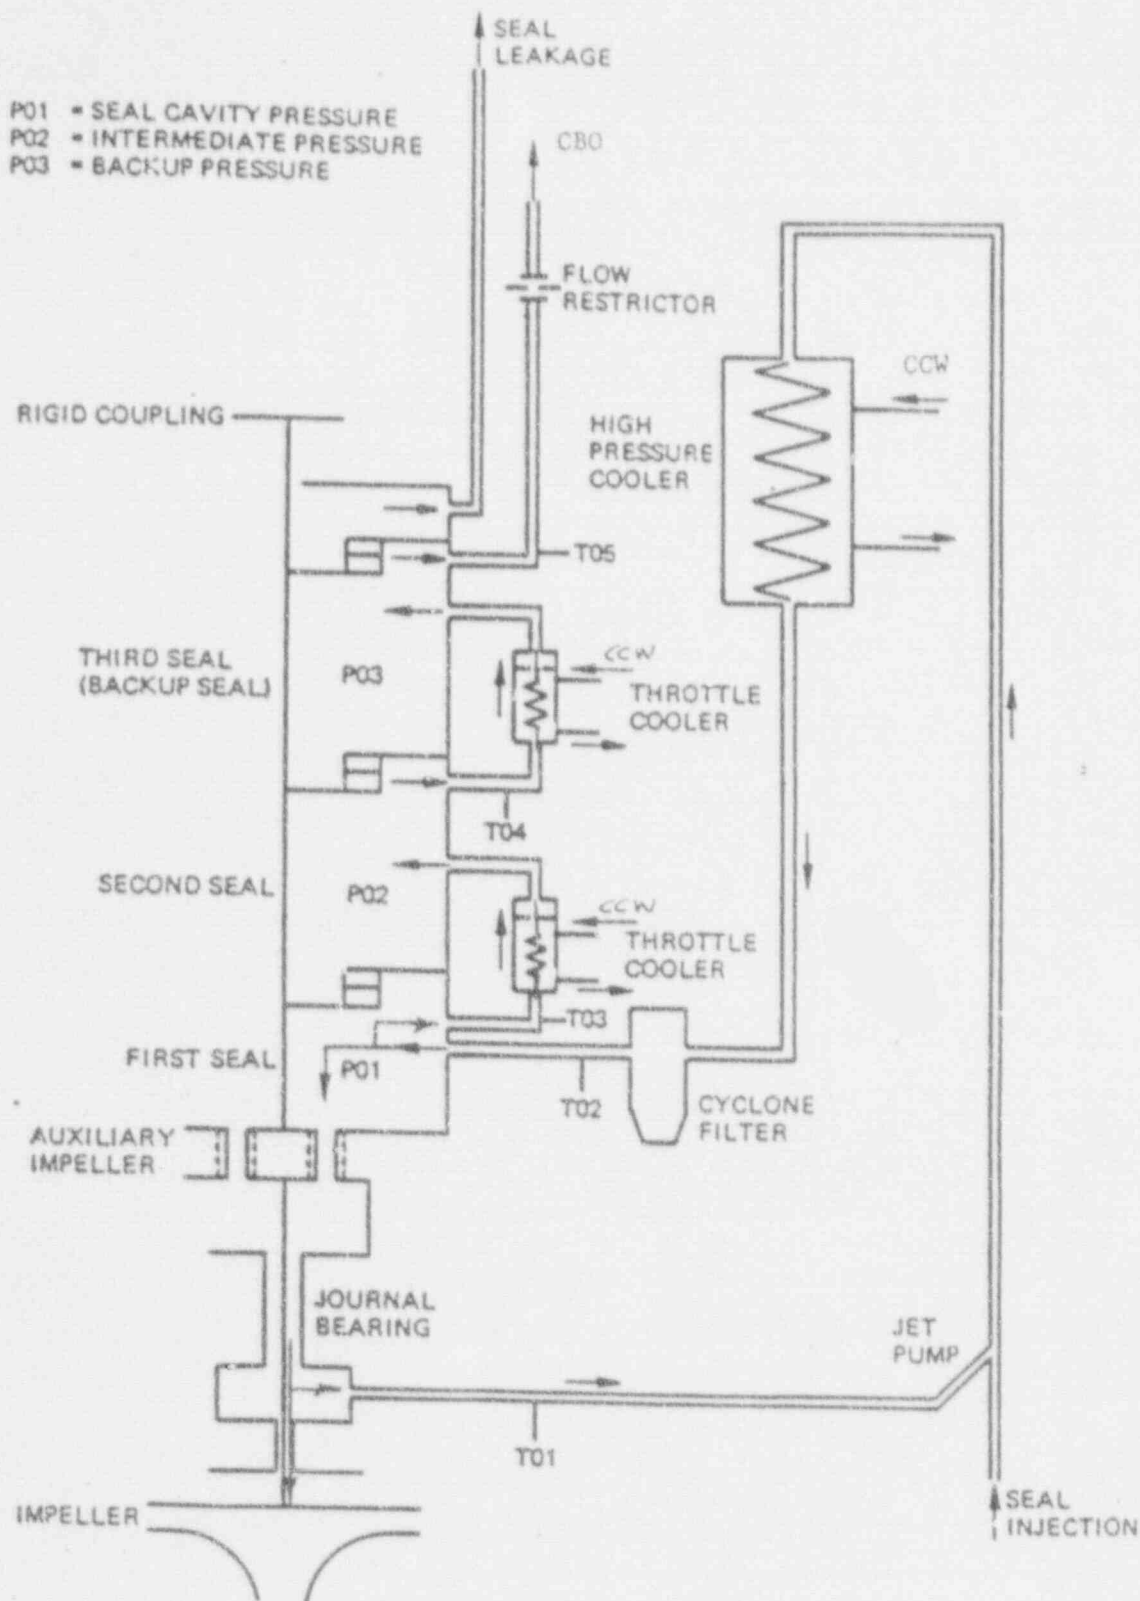 SEAL
LEAKAGE
P01 = SEAL CAVITY PRESSURE
P02 = INTERMEDIATE PRESSURE
P03 = BACKUP PRESSURE
CBO
FLOW
RESTRICTOR
CCW
RIGID COUPLING
HIGH
PRESSURE
COOLER
T05
THIRD SEAL
(BACKUP SEAL)
P03
CCW
THROTTLE
COOLER
T04
SECOND SEAL
P02
CCW
THROTTLE
COOLER
T03
FIRST SEAL
P01
T02
CYCLONE
FILTER
AUXILIARY
IMPELLER
JOURNAL
BEARING
JET
PUMP
T01
IMPELLER
SEAL
INJECTION